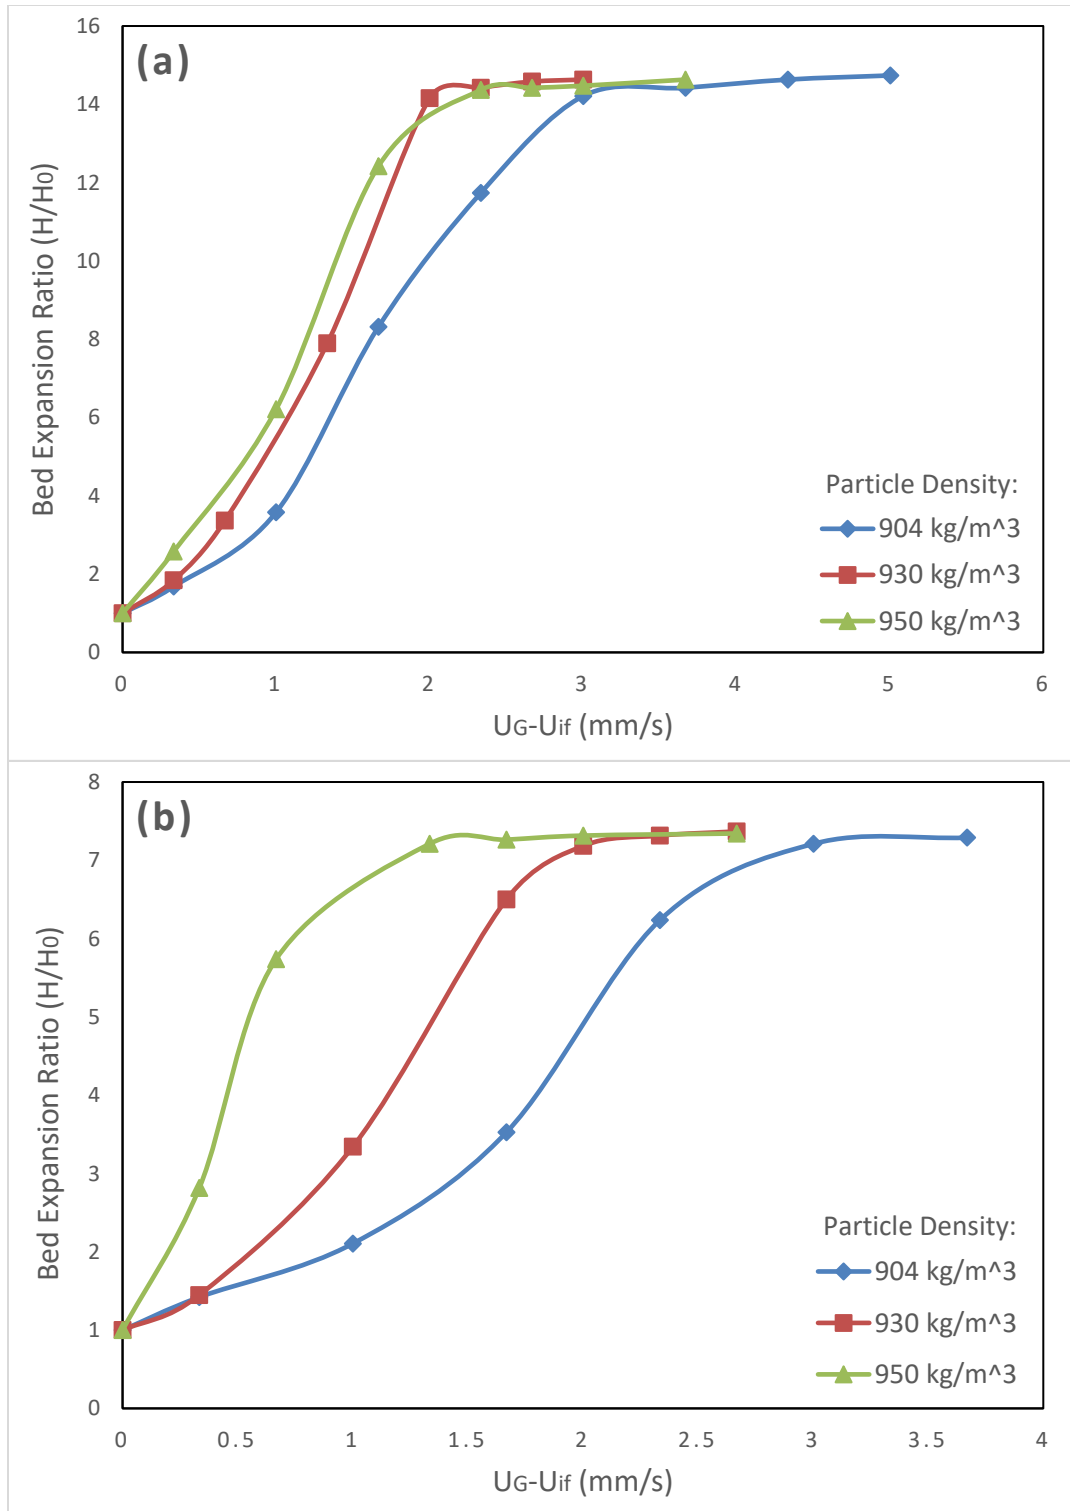 (a)
16
14
12
10
8
6
4
2
0
Bed Expansion Ratio (H/H0)
Particle Density:
904 kg/m^3
930 kg/m^3
950 kg/m^3
0 1 2 3 4 5 6
UG-Uif (mm/s)
(b)
8
7
6
5
4
3
2
1
0
Bed Expansion Ratio (H/H0)
Particle Density:
904 kg/m^3
930 kg/m^3
950 kg/m^3
0 0.5 1 1.5 2 2.5 3 3.5 4
UG-Uif (mm/s)